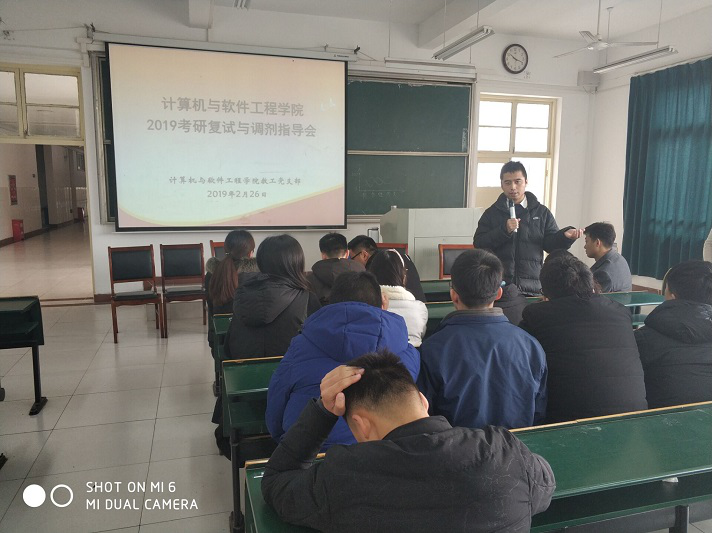 计算机与软件工程学院
2019考研复试与调剂指导会
计算机与软件工程学院教工党支部
2019年2月26日
SHOT ON MI 6
MI DUAL CAMERA